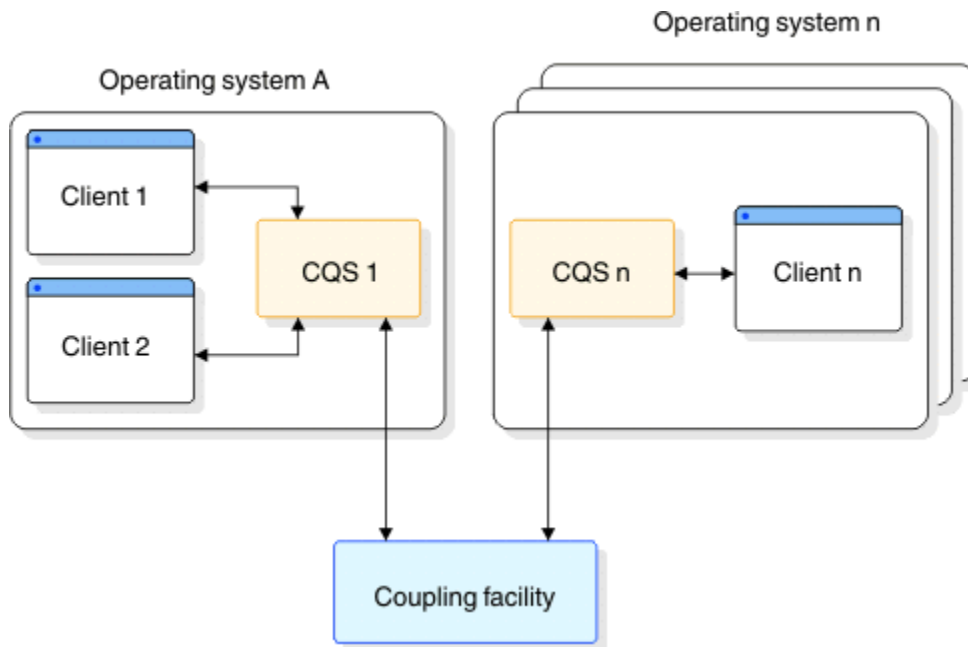 Operating system n
Operating system A
Client 1
CQS 1
CQS n
Client n
Client 2
Coupling facility